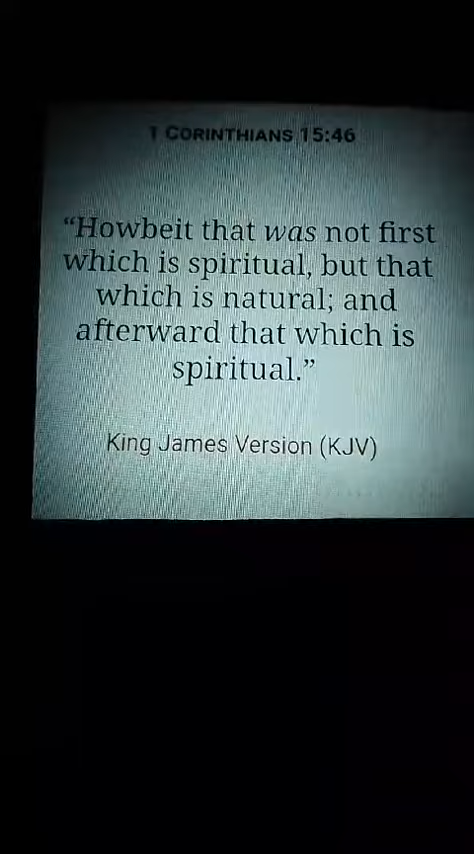 1 CORINTHIANS 15:46
“Howbeit that was not first
which is spiritual, but that
which is natural; and
afterward that which is
spiritual.”
King James Version (KJV)